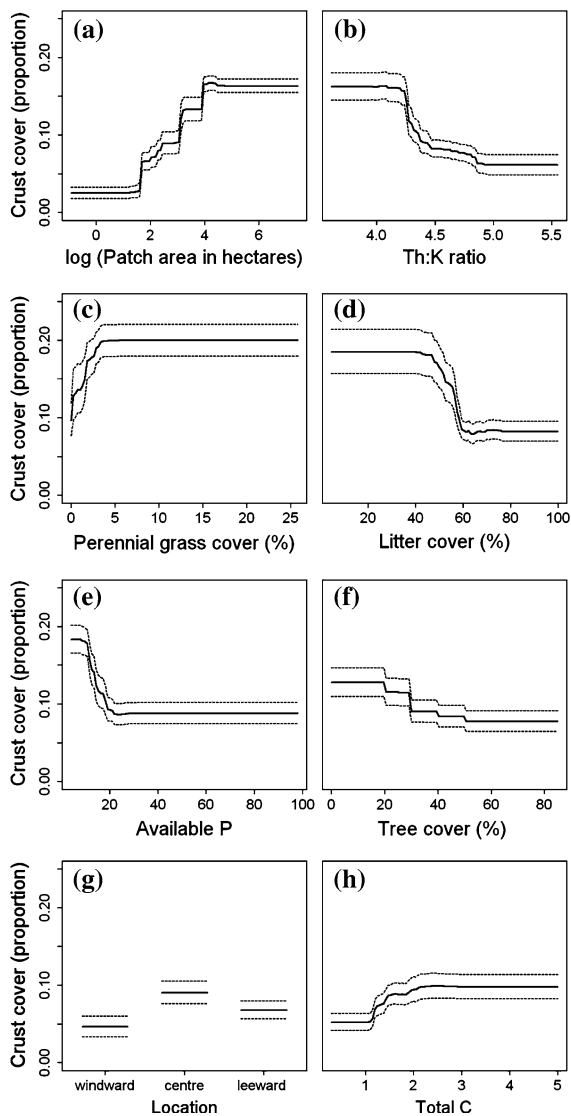 (a)
Crust cover (proportion)
0.00 0.10 0.20
0 2 4 6
log (Patch area in hectares)
(b)
4.0 4.5 5.0 5.5
Th:K ratio
(c)
Crust cover (proportion)
0.00 0.10 0.20
0 5 10 15 20 25
Perennial grass cover (%)
(d)
20 40 60 80 100
Litter cover (%)
(e)
Crust cover (proportion)
0.00 0.10 0.20
20 40 60 80 100
Available P
(f)
0 20 40 60 80
Tree cover (%)
(g)
Crust cover (proportion)
0.00 0.10 0.20
windward centre leeward
Location
(h)
1 2 3 4 5
Total C